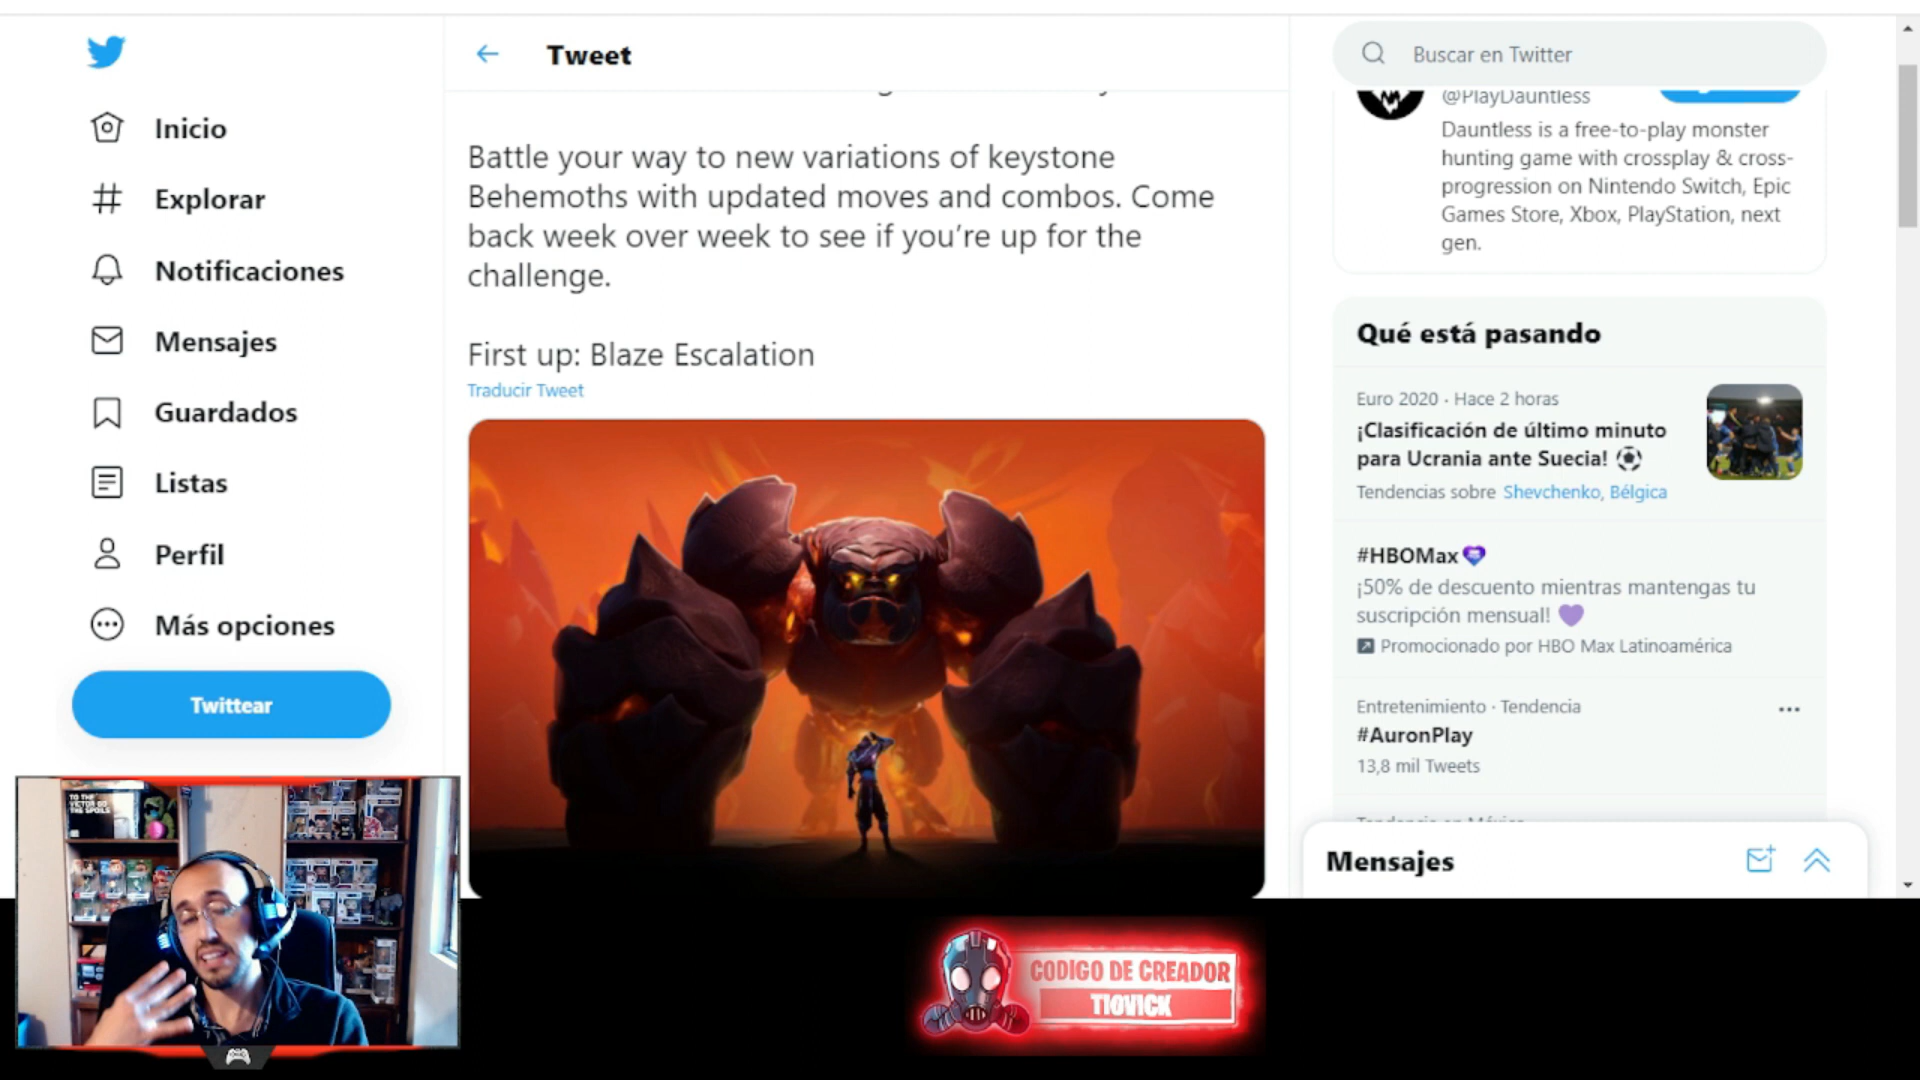 Tweet
Buscar en Twitter
Inicio
Explorar
Notificaciones
Mensajes
Guardados
Listas
Perfil
Más opciones
Twittear
Battle your way to new variations of keystone
Behemoths with updated moves and combos. Come
back week over week to see if you’re up for the
challenge.
First up: Blaze Escalation
Traducir Tweet
@PlayDauntless
Dauntless is a free-to-play monster
hunting game with crossplay & cross-
progression on Nintendo Switch, Epic
Games Store, Xbox, PlayStation, next
gen.
Qué está pasando
Euro 2020 · Hace 2 horas
¡Clasificación de último minuto
para Ucrania ante Suecia!
Tendencias sobre Shevchenko, Bélgica
#HBOMax
¡50% de descuento mientras mantengas tu
suscripción mensual!
Promocionado por HBO Max Latinoamérica
Entretenimiento · Tendencia
#AuronPlay
13,8 mil Tweets
Mensajes
TO THE
VICTOR GO
THE SPOILS
CODIGO DE CREADOR
TIOVICK